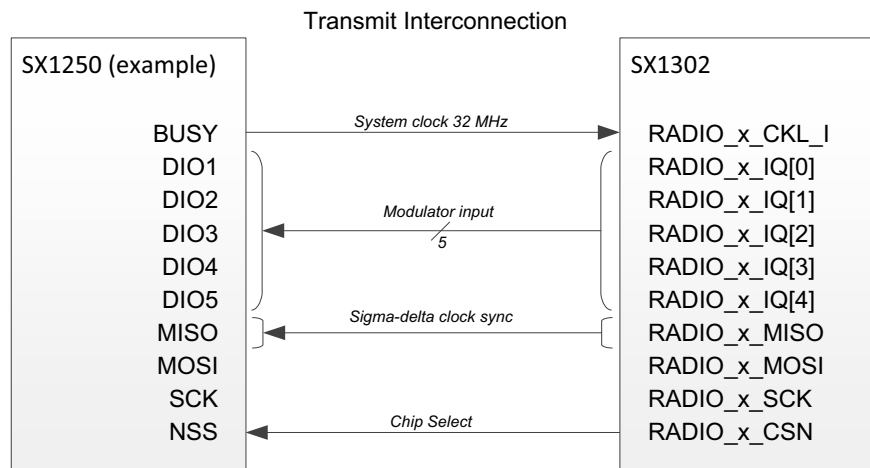 Transmit Interconnection
SX1250 (example)
SX1302
BUSY
System clock 32 MHz
RADIO_x_CKL_I
DIO1
RADIO_x_IQ[0]
DIO2
RADIO_x_IQ[1]
Modulator input
DIO3
RADIO_x_IQ[2]
5
DIO4
RADIO_x_IQ[3]
DIO5
RADIO_x_IQ[4]
Sigma-delta clock sync
MISO
RADIO_x_MISO
MOSI
RADIO_x_MOSI
SCK
RADIO_x_SCK
Chip Select
NSS
RADIO_x_CSN